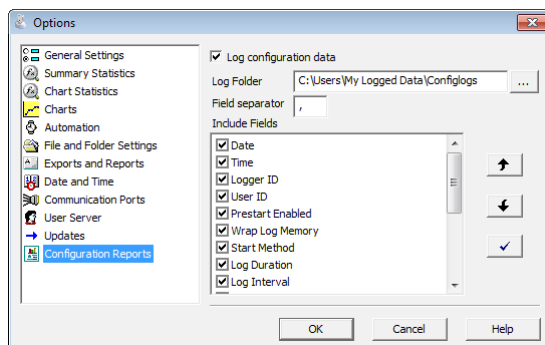 Options
General Settings
Summary Statistics
Chart Statistics
Charts
Automation
File and Folder Settings
Exports and Reports
Date and Time
Communication Ports
User Server
Updates
Configuration Reports
Log configuration data
Log Folder C:\Users\My Logged Data\Configlogs ...
Field separator ,
Include Fields
Date
Time
Logger ID
User ID
Prestart Enabled
Wrap Log Memory
Start Method
Log Duration
Log Interval
OK Cancel Help